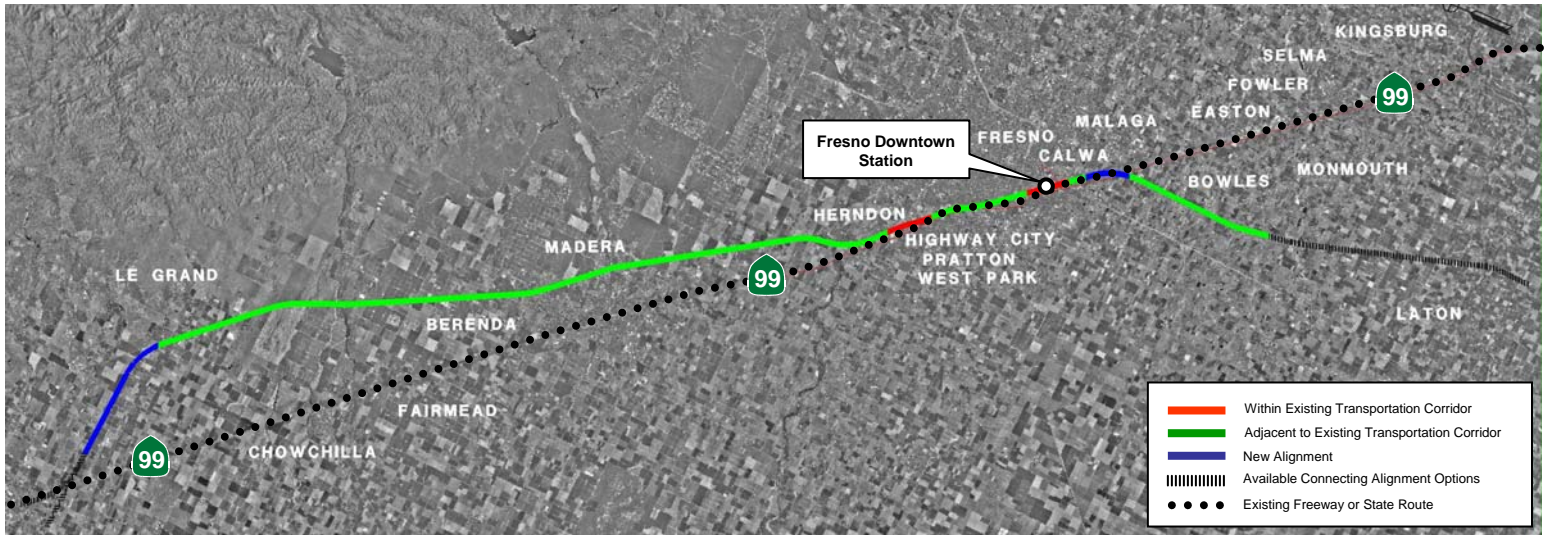 KINGSBURG
SELMA
FOWLER
99
EASTON
MALAGA
FRESNO
Fresno Downtown
Station
CALWA
MONMOUTH
BOWLES
HERNDON
HIGHWAY CITY
PRATTON
WEST PARK
MADERA
99
LE GRAND
LATON
BERENDA
FAIRMEAD
CHOWCHILLA
99
Within Existing Transportation Corridor
Adjacent to Existing Transportation Corridor
New Alignment
Available Connecting Alignment Options
Existing Freeway or State Route